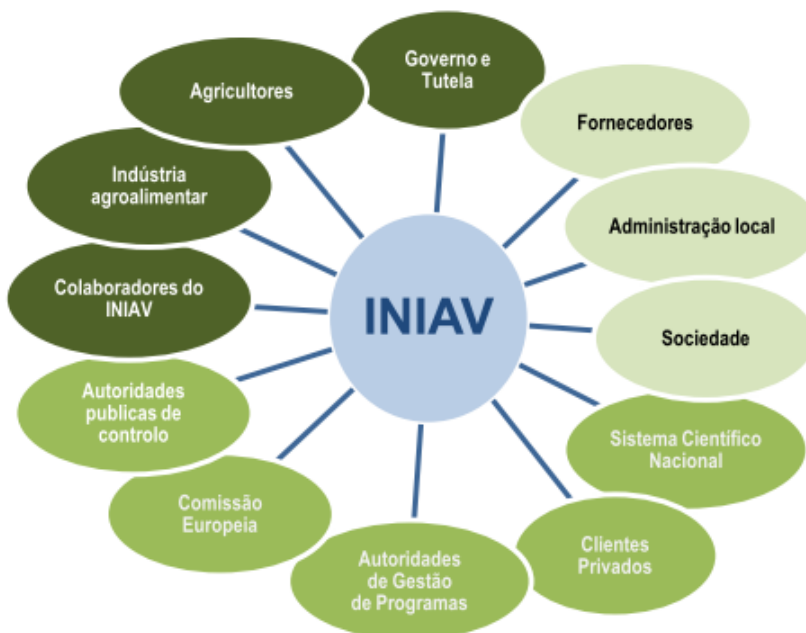 Governo e
Tutela
Agricultores
Fornecedores
Indústria
agroalimentar
Administração local
Colaboradores do
INIAV
INIAV
Sociedade
Autoridades
publicas de
controlo
Sistema Científico
Nacional
Comissão
Europeia
Clientes
Privados
Autoridades
de Gestão
de Programas